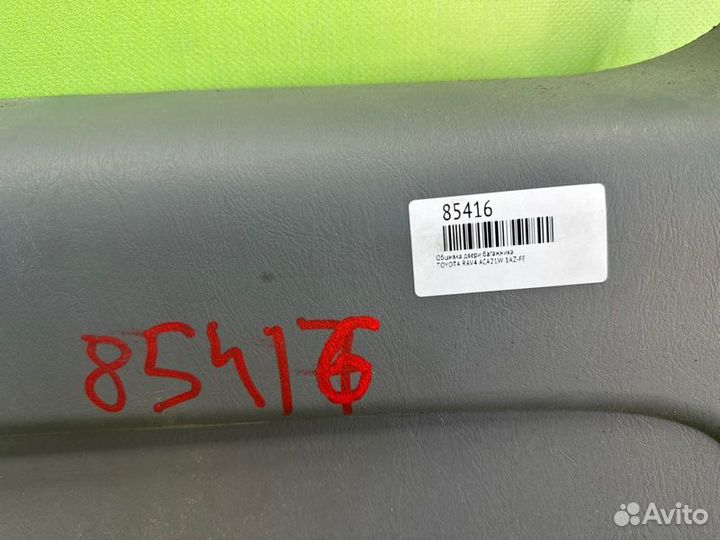 85416
Обшивка двери багажника
TOYOTA RAV4 ACA21W 1AZ-FE
85416
Avito